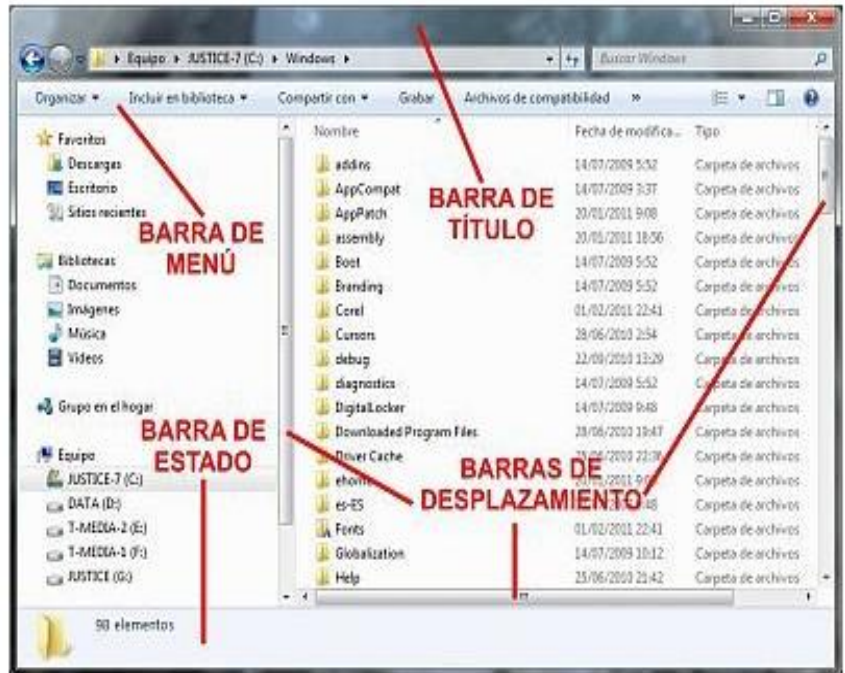 Equipo ▸ JUSTICE-7 (C:) ▸ Windows ▸
Buscar Windows
Organizar ▾ Incluir en biblioteca ▾ Compartir con ▾ Grabar Archivos de compatibilidad »
Favoritos
Descargas
Escritorio
Sitios recientes
Bibliotecas
Documentos
Imágenes
Música
Vídeos
Grupo en el hogar
Equipo
JUSTICE-7 (C:)
DATA (D:)
T-MEDIA-2 (E:)
T-MEDIA-1 (F:)
JUSTICE (G:)
Nombre Fecha de modifica... Tipo
addins 14/07/2009 5:52 Carpeta de archivos
AppCompat 14/07/2009 3:37 Carpeta de archivos
AppPatch 20/01/2011 9:08 Carpeta de archivos
assembly 18:56 Carpeta de archivos
Boot 14/07/2009 5:52 Carpeta de archivos
Branding 14/07/2009 5:52 Carpeta de archivos
Corel 01/02/2011 22:41 Carpeta de archivos
Cursors 28/06/2010 2:54 Carpeta de archivos
debug 22/09/2010 13:29 Carpeta de archivos
diagnostics 14/07/2009 5:52 Carpeta de archivos
DigitalLocker 14/07/2009 9:48 Carpeta de archivos
Downloaded Program Files 28/06/2010 19:47 Carpeta de archivos
Driver Cache 22:36 Carpeta de archivos
ehome Carpeta de archivos
es-ES Carpeta de archivos
Fonts 01/02/2011 22:41 Carpeta de archivos
Globalization 14/07/2009 10:12 Carpeta de archivos
Help 25/06/2010 21:42 Carpeta de archivos
98 elementos
BARRA DE
TÍTULO
BARRA DE
MENÚ
BARRA DE
ESTADO
BARRAS DE
DESPLAZAMIENTO